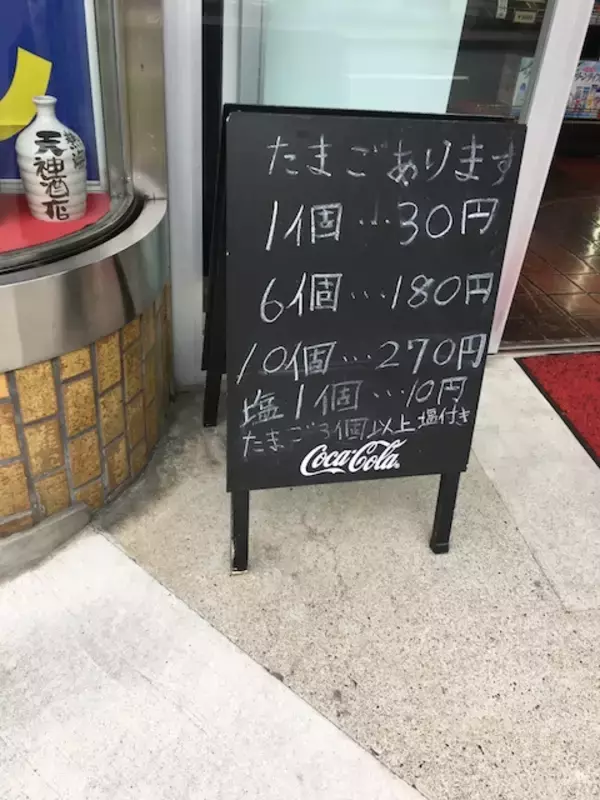 たまごあります
1個…30円
6個…180円
10個…270円
塩1個…10円
たまご3個以上塩付き
Coca-Cola
熱海
天神酒店